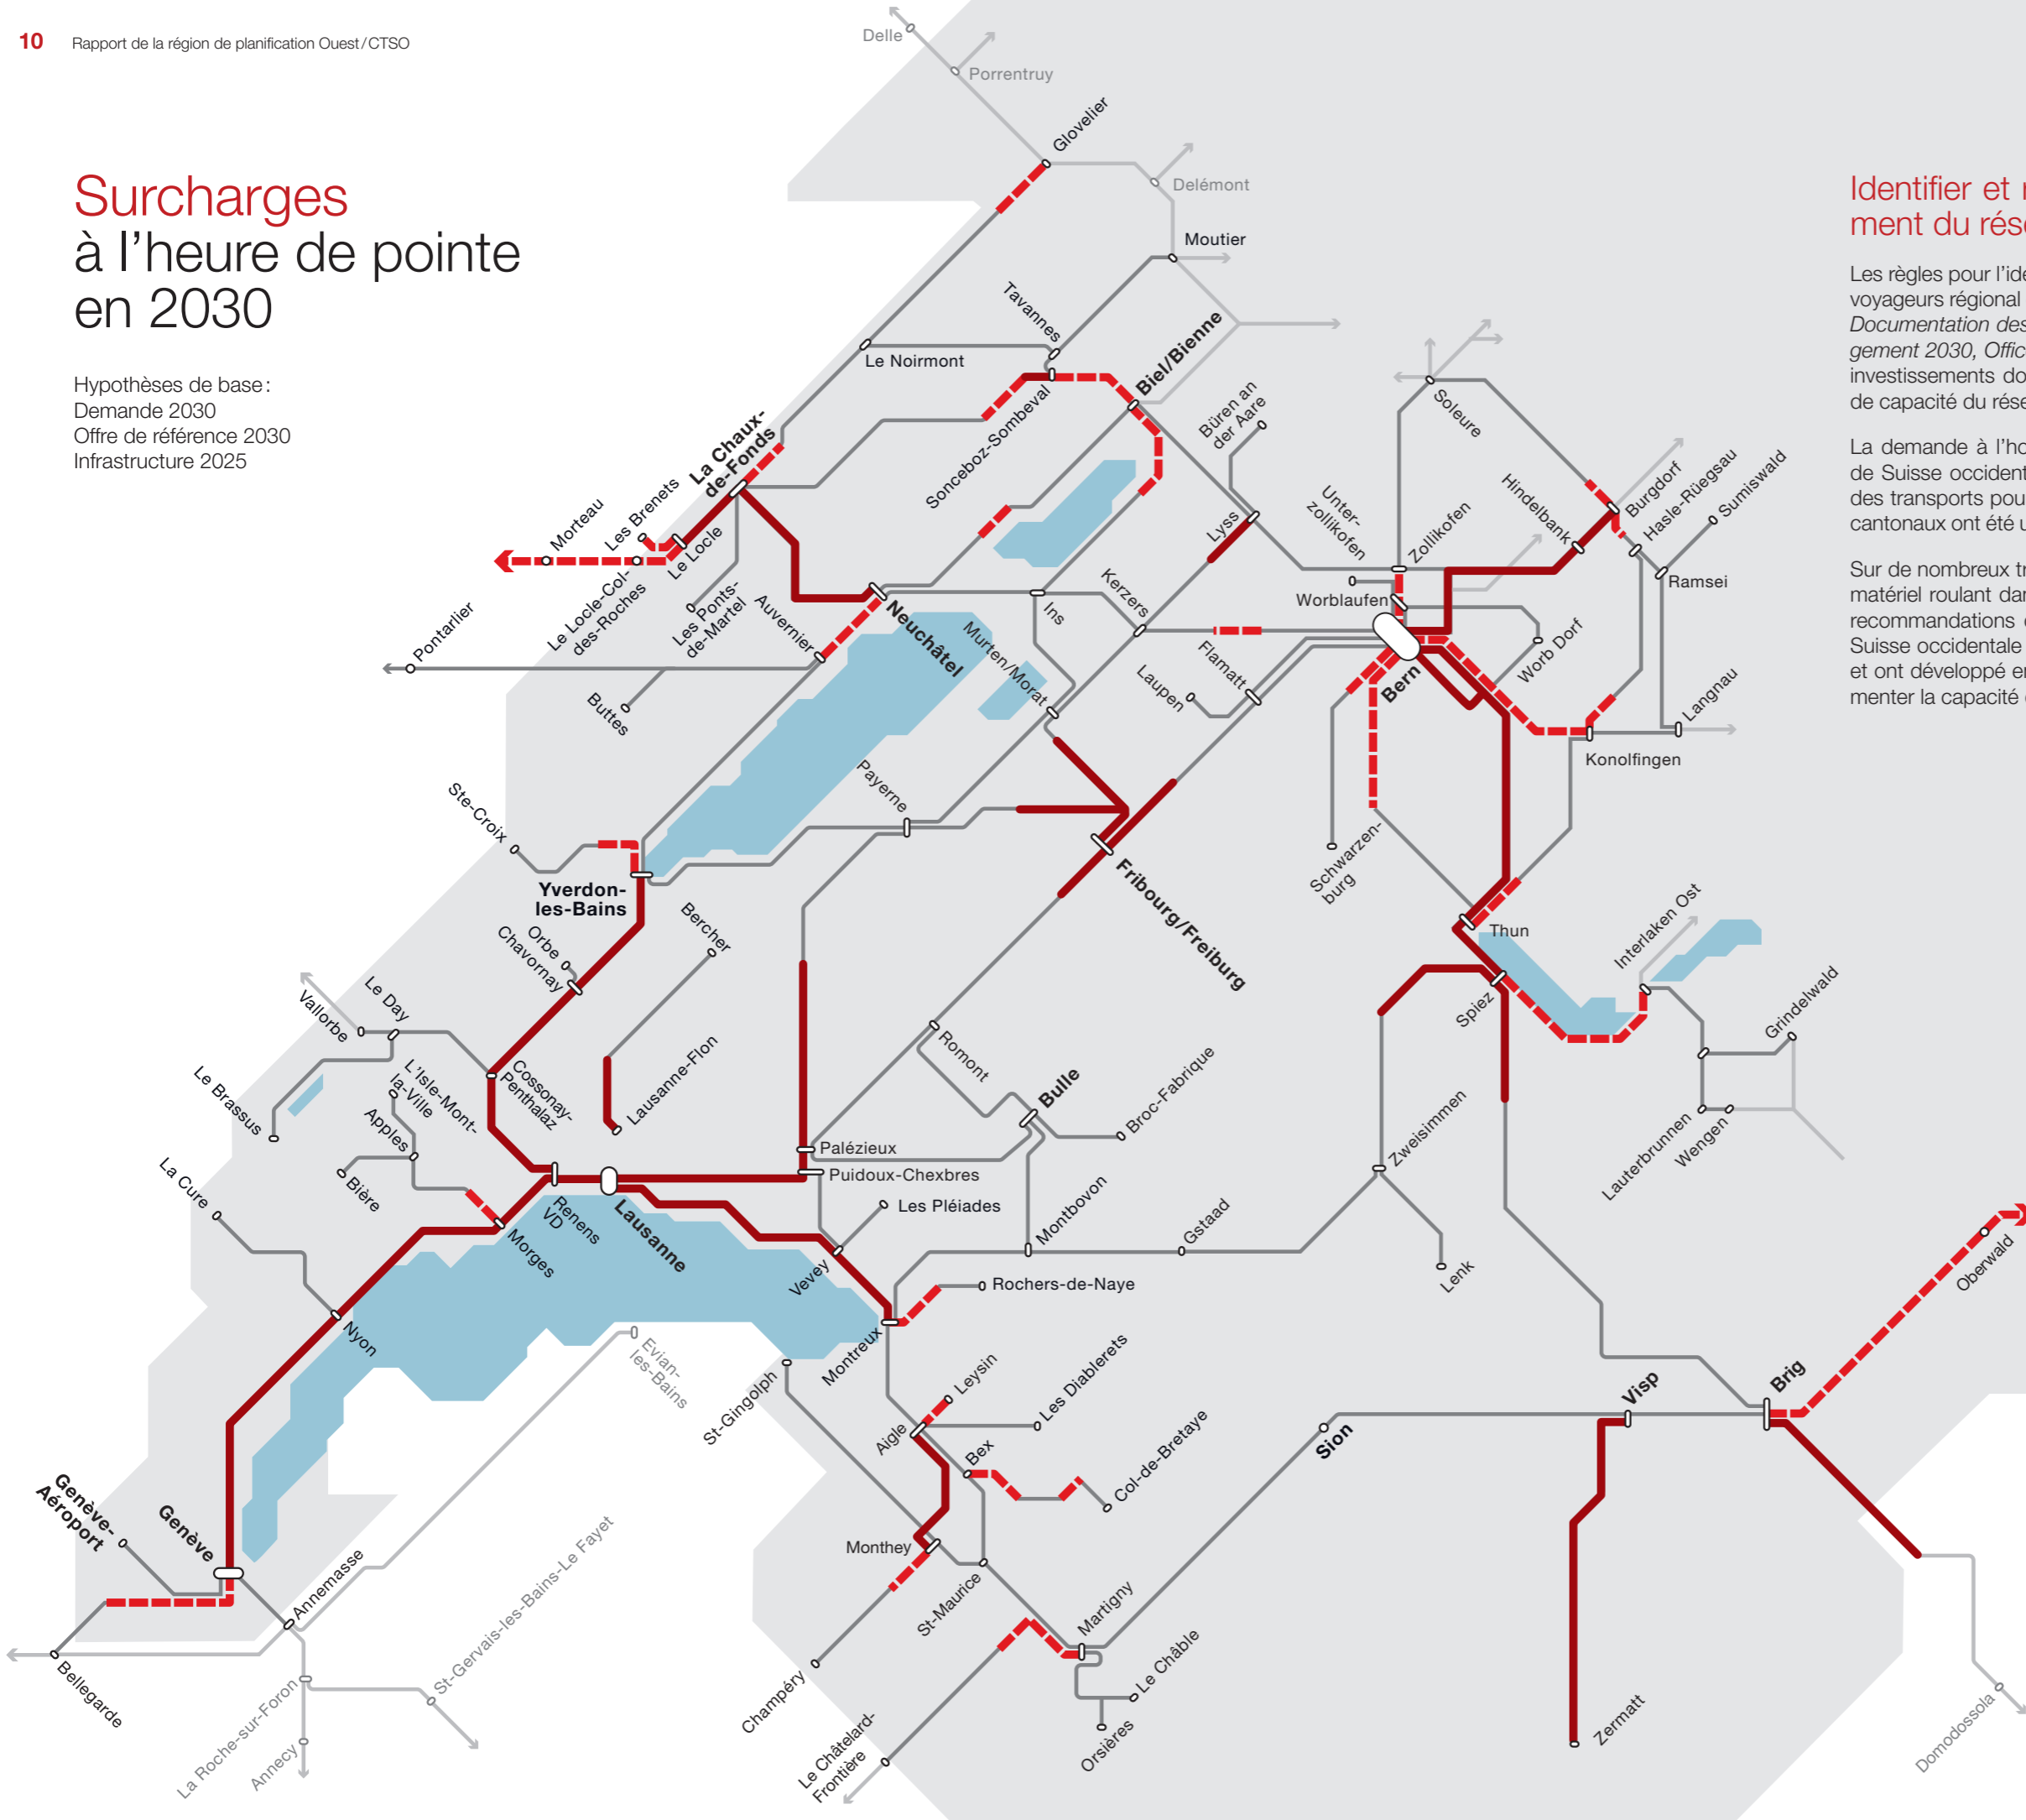 10 Rapport de la région de planification Ouest/CTSO
Surcharges
à l'heure de pointe
en 2030
Hypothèses de base :
Demande 2030
Offre de référence 2030
Infrastructure 2025
Identifier et r
ment du rés
Les règles pour l'ide
voyageurs régional
Documentation des
gement 2030, Office
investissements do
de capacité du rése
La demande à l'ho
de Suisse occident
des transports pou
cantonaux ont été u
Sur de nombreux tr
matériel roulant dan
recommandations
Suisse occidentale
et ont développé en
menter la capacité
Delle
Porrentruy
Glovelier
Delémont
Moutier
Tavannes
Le Noirmont
Biel/Bienne
Sonceboz-Sombeval
La Chaux-
de-Fonds
Büren an
der Aare
Soleure
Lyss
Unter-
zollikofen
Zollikofen
Hindelbank
Burgdorf
Hasle-Rüegsau
Sumiswald
Ramsei
Morteau
Les Brenets
Le Locle
Le Locle-Col-
des-Roches
Les Ponts-
de-Martel
Auvernier
Neuchâtel
Pontarlier
Buttes
Ins
Kerzers
Murten/Morat
Worblaufen
Bern
Worb Dorf
Flamatt
Laupen
Langnau
Konolfingen
Payerne
Ste-Croix
Yverdon-
les-Bains
Fribourg/Freiburg
Schwarzen-
burg
Thun
Interlaken Ost
Spiez
Grindelwald
Lauterbrunnen
Wengen
Bercher
Orbe
Chavornay
Vallorbe
Le Day
Le Brassus
L'Isle-Mont-
la-Ville
Apples
Bière
Cossonay-
Penthalaz
Lausanne-Flon
Romont
Bulle
Broc-Fabrique
Palézieux
Puidoux-Chexbres
Les Pléiades
Montbovon
Gstaad
Zweisimmen
Lenk
La Cure
Renens
VD
Lausanne
Morges
Nyon
Vevey
Rochers-de-Naye
Montreux
Evian-
les-Bains
St-Gingolph
Leysin
Les Diablerets
Aigle
Bex
Col-de-Bretaye
Sion
Visp
Brig
Oberwald
Genève-
Aéroport
Genève
Annemasse
Bellegarde
La Roche-sur-Foron
Annecy
St-Gervais-les-Bains-Le Fayet
Monthey
St-Maurice
Martigny
Champéry
Le Châtelard-
Frontière
Le Châble
Orsières
Zermatt
Domodossola